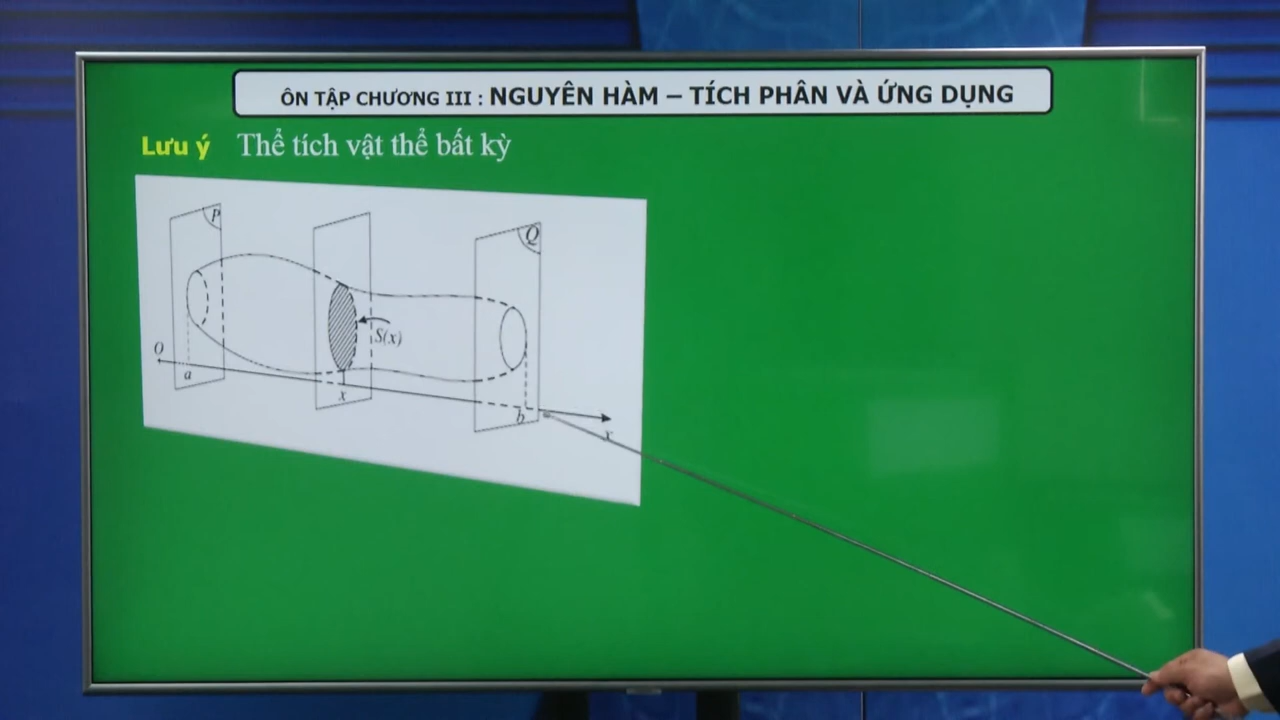 ÔN TẬP CHƯƠNG III : NGUYÊN HÀM – TÍCH PHÂN VÀ ỨNG DỤNG
Lưu ý Thể tích vật thể bất kỳ
P
Q
S(x)
O
a
x
b
x